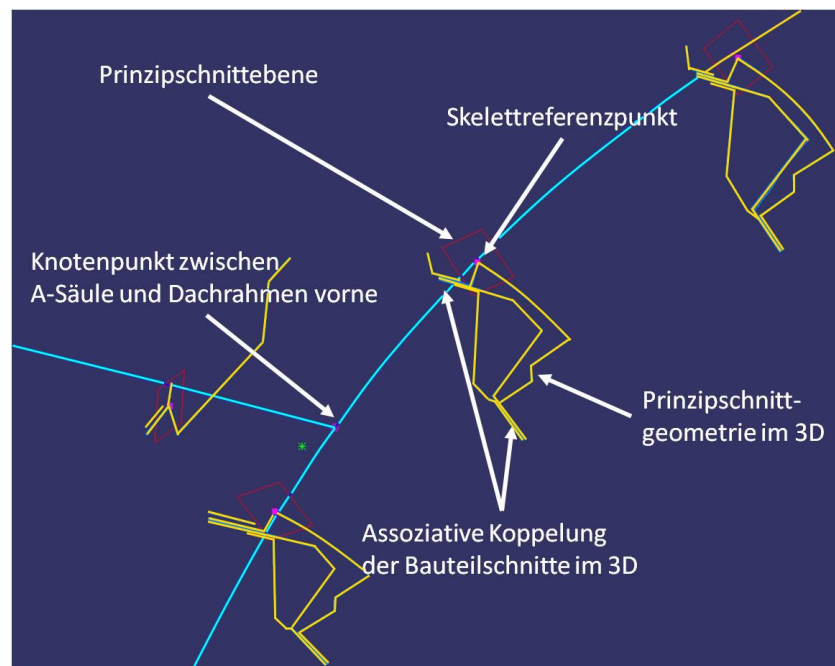 Prinzipschnittebene
Skelettreferenzpunkt
Knotenpunkt zwischen
A-Säule und Dachrahmen vorne
Prinzipschnitt-
geometrie im 3D
Assoziative Koppelung
der Bauteilschnitte im 3D